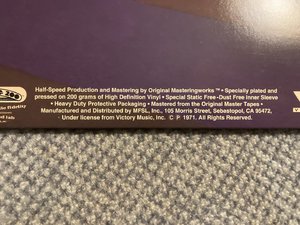 Half-Speed Production and Mastering by Original Masteringworks™ • Specially plated and
pressed on 200 grams of High Definition Vinyl • Special Static Free-Dust Free Inner Sleeve
• Heavy Duty Protective Packaging • Mastered from the Original Master Tapes •
Manufactured and Distributed by MFSL, Inc., 105 Morris Street, Sebastopol, CA 95472,
Under license from Victory Music, Inc. © ℗ 1971. All Rights Reserved.
fidelity
lab